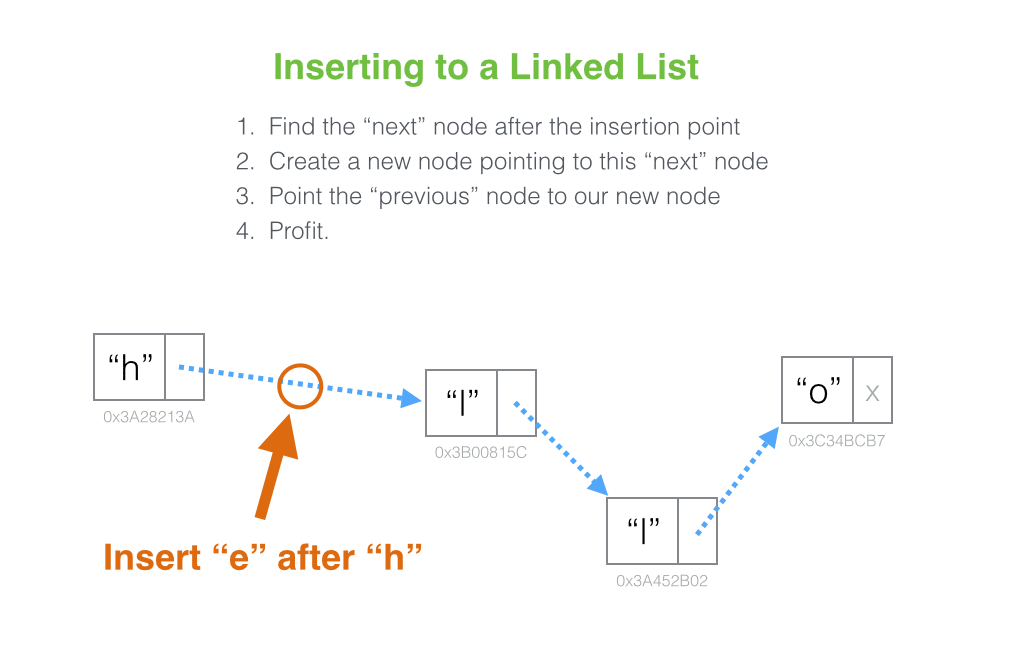 Inserting to a Linked List
1. Find the “next” node after the insertion point
2. Create a new node pointing to this “next” node
3. Point the “previous” node to our new node
4. Profit.
“h”
0x3A28213A
“l”
0x3B00815C
“o”
X
0x3C34BCB7
“l”
0x3A452B02
Insert “e” after “h”